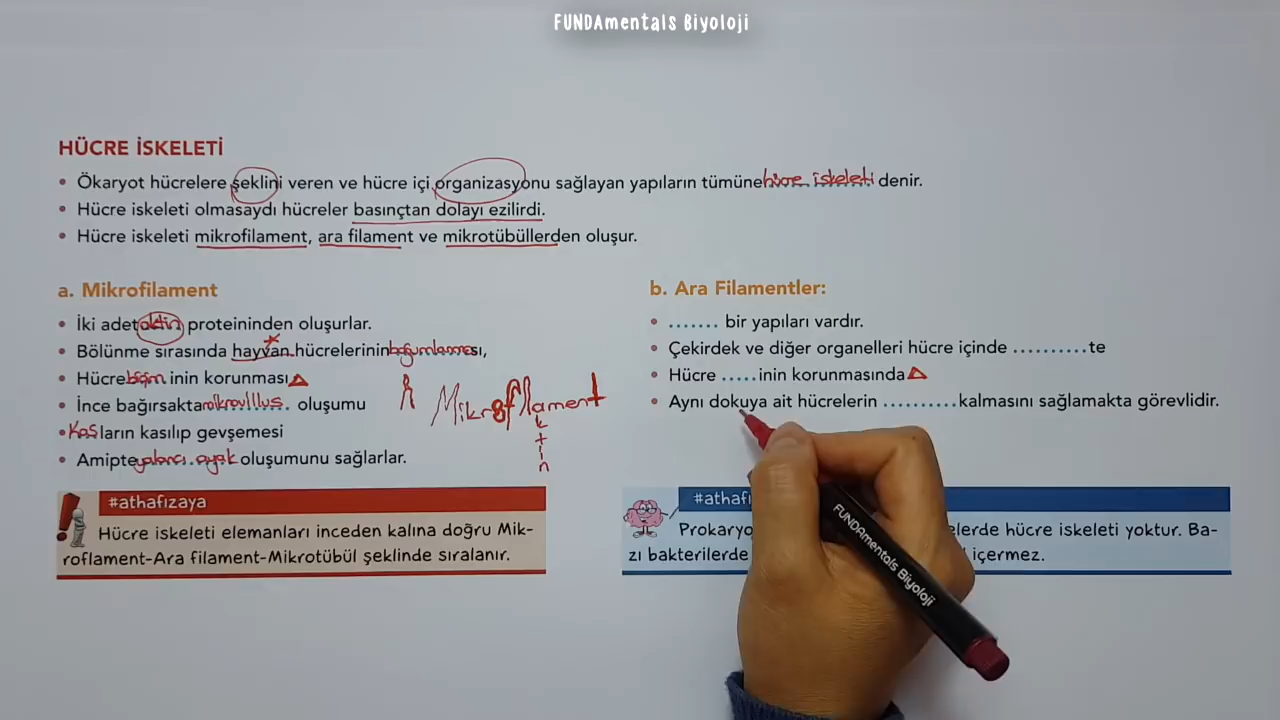 FUNDAmentals Biyoloji
HÜCRE İSKELETİ
• Ökaryot hücrelere şeklini veren ve hücre içi organizasyonu sağlayan yapıların tümüne hücre iskeleti denir.
• Hücre iskeleti olmasaydı hücreler basınçtan dolayı ezilirdi.
• Hücre iskeleti mikrofilament, ara filament ve mikrotübüllerden oluşur.
a. Mikrofilament
• İki adet aktin proteininden oluşurlar.
• Bölünme sırasında hayvan hücrelerinin boğumlanması,
• Hücre biçiminin korunması
• İnce bağırsakta mikrovillus oluşumu
• Kasların kasılıp gevşemesi
• Amipte yalancı ayak oluşumunu sağlarlar.
Mikrofilament
aktin
#athafızaya
Hücre iskeleti elemanları inceden kalına doğru Mik-
roflament-Ara filament-Mikrotübül şeklinde sıralanır.
b. Ara Filamentler:
• ....... bir yapıları vardır.
• Çekirdek ve diğer organelleri hücre içinde ..........te
• Hücre .....inin korunmasında
• Aynı dokuya ait hücrelerin .......... kalmasını sağlamakta görevlidir.
#athafı
Prokaryo elerde hücre iskeleti yoktur. Ba-
zı bakterilerde içermez.
FUNDAmentals Biyoloji